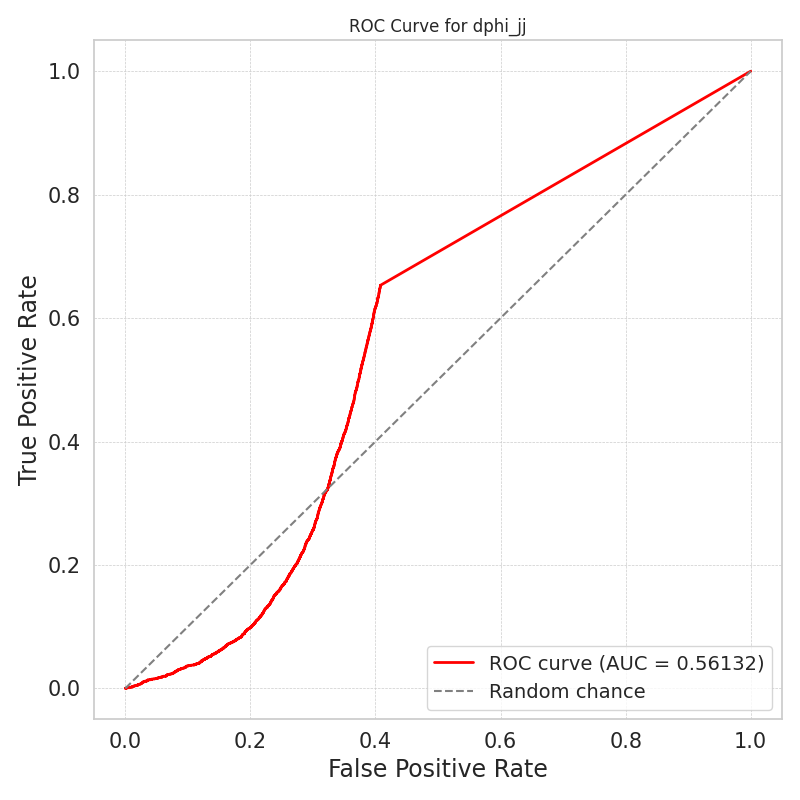 ROC Curve for dphi_jj
True Positive Rate
1.0
0.8
0.6
0.4
0.2
0.0
ROC curve (AUC = 0.56132)
Random chance
0.0 0.2 0.4 0.6 0.8 1.0
False Positive Rate